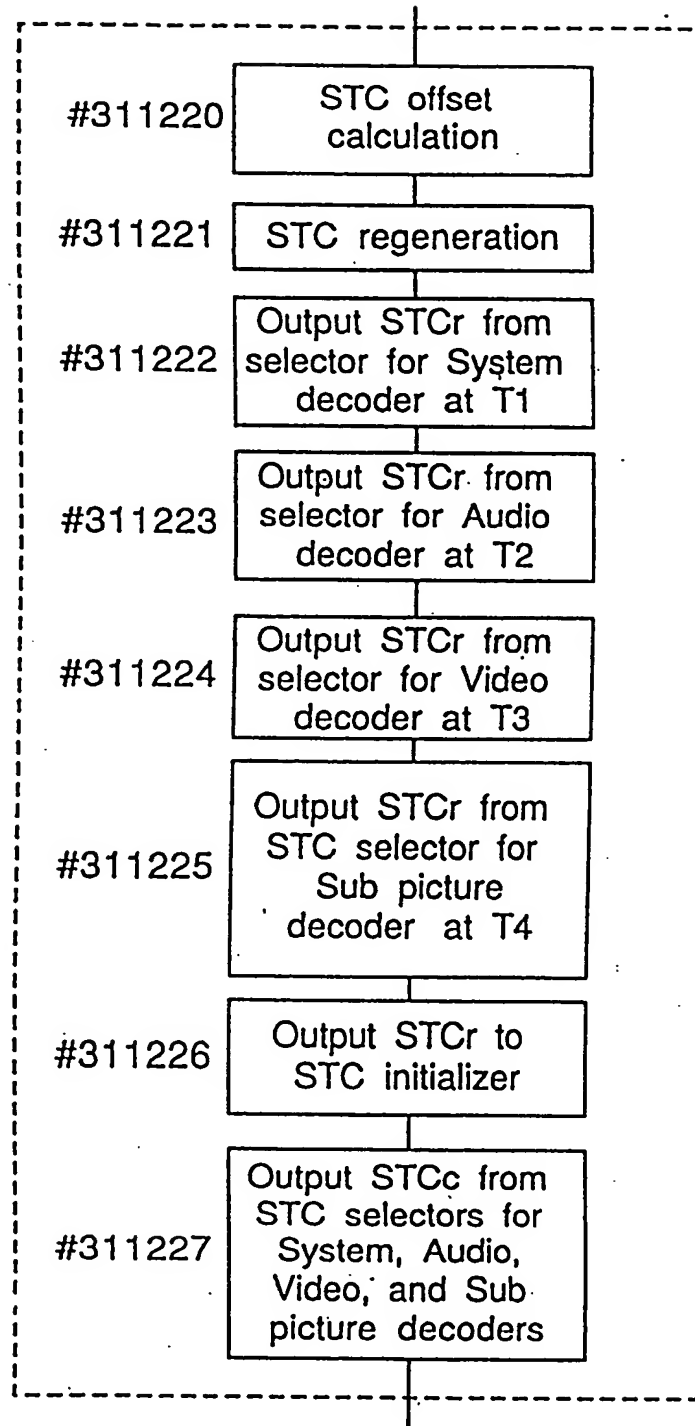 #311220
STC offset
calculation
#311221
STC regeneration
#311222
Output STCr from
selector for System
decoder at T1
#311223
Output STCr from
selector for Audio
decoder at T2
#311224
Output STCr from
selector for Video
decoder at T3
#311225
Output STCr from
STC selector for
Sub picture
decoder at T4
#311226
Output STCr to
STC initializer
#311227
Output STCc from
STC selectors for
System, Audio,
Video, and Sub
picture decoders